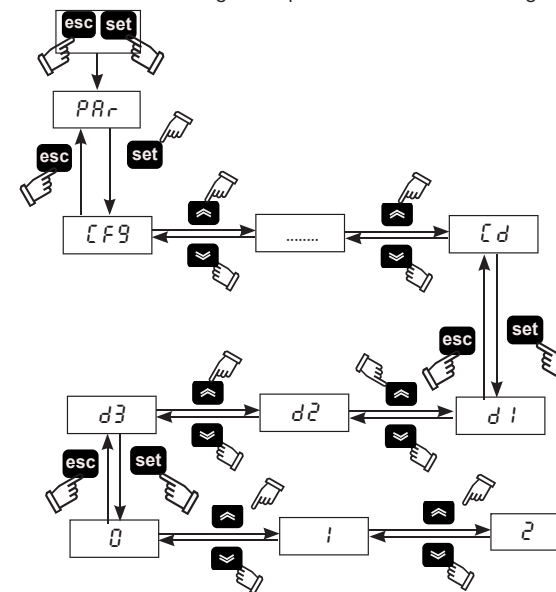 esc set
PAr
esc set
CF9 ........ Cd
esc set
d3 d2 d1
esc set
0 1 2